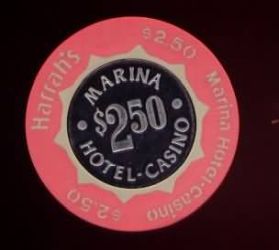 Harrah's
$2.50
Marina Hotel-Casino
$2.50
MARINA
$2.50
HOTEL-CASINO